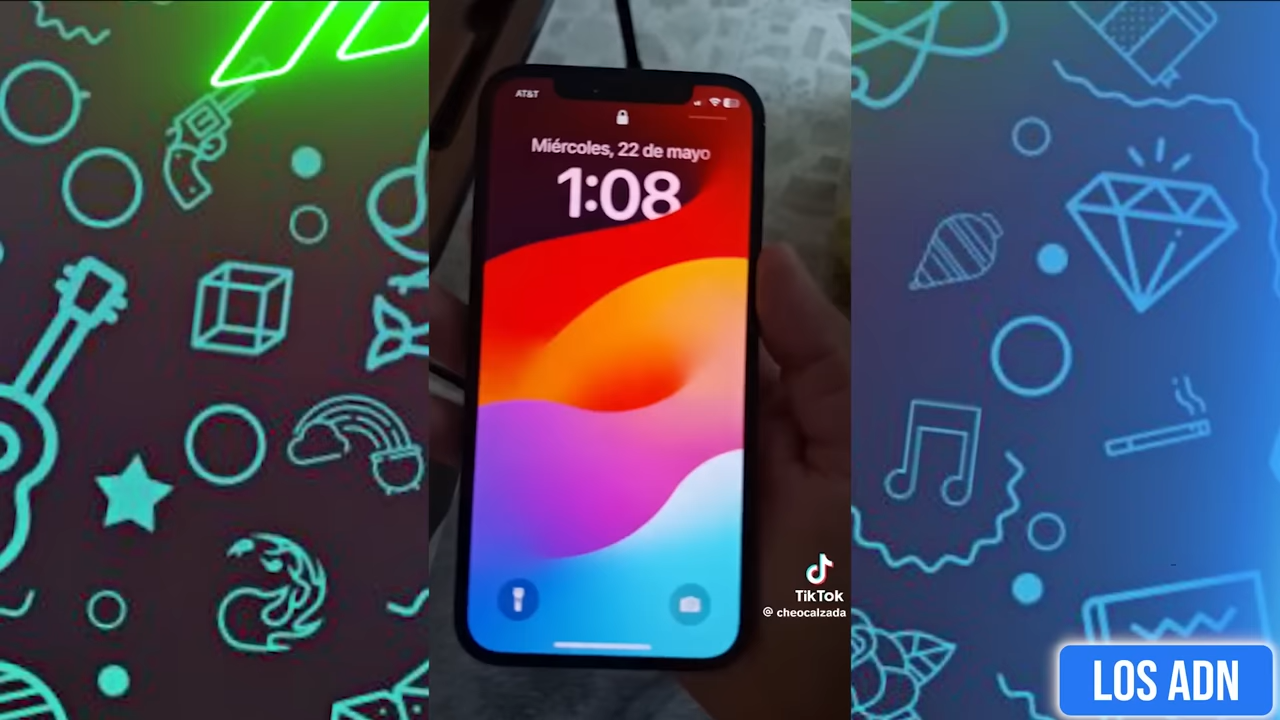 AT&T
Miércoles, 22 de mayo
1:08
TikTok
@ cheocalzada
LOS ADN